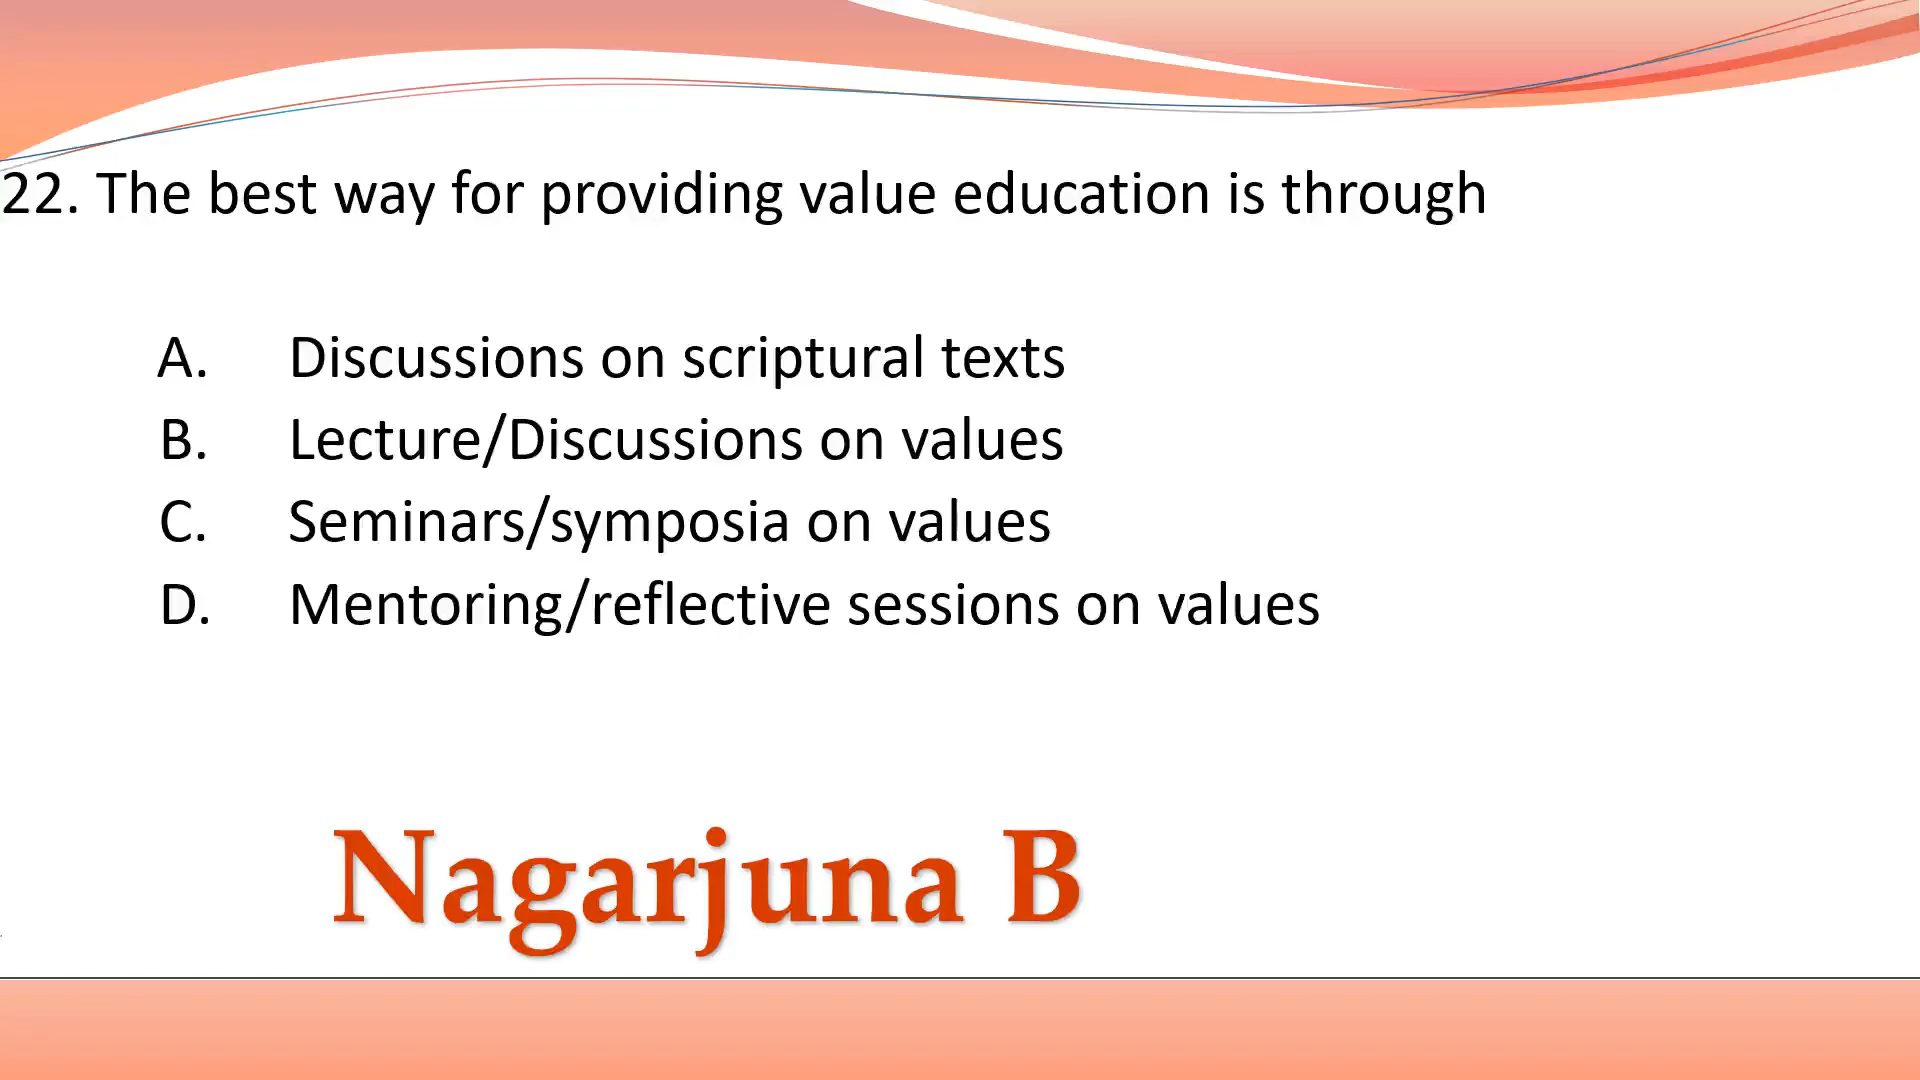 22. The best way for providing value education is through
A. Discussions on scriptural texts
B. Lecture/Discussions on values
C. Seminars/symposia on values
D. Mentoring/reflective sessions on values
Nagarjuna B